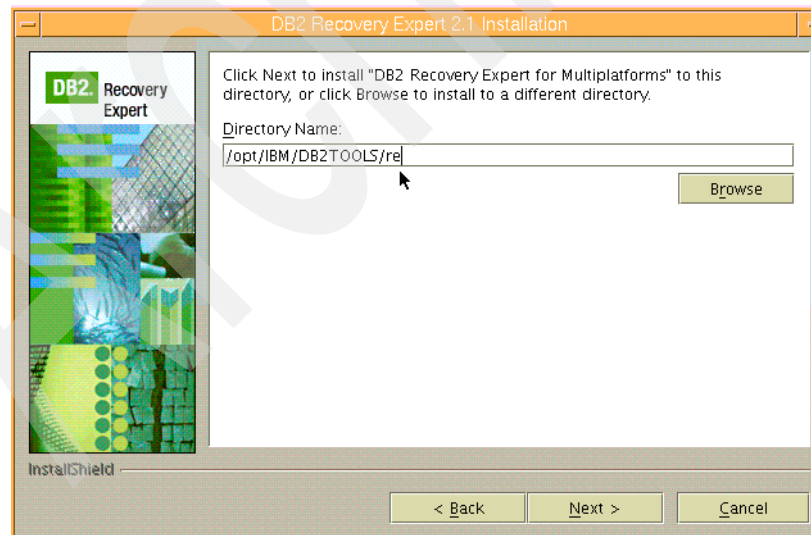 DB2 Recovery Expert 2.1 Installation
DB2. Recovery
Expert
Click Next to install "DB2 Recovery Expert for Multiplatforms" to this
directory, or click Browse to install to a different directory.
Directory Name:
/opt/IBM/DB2TOOLS/re
Browse
InstallShield
< Back
Next >
Cancel